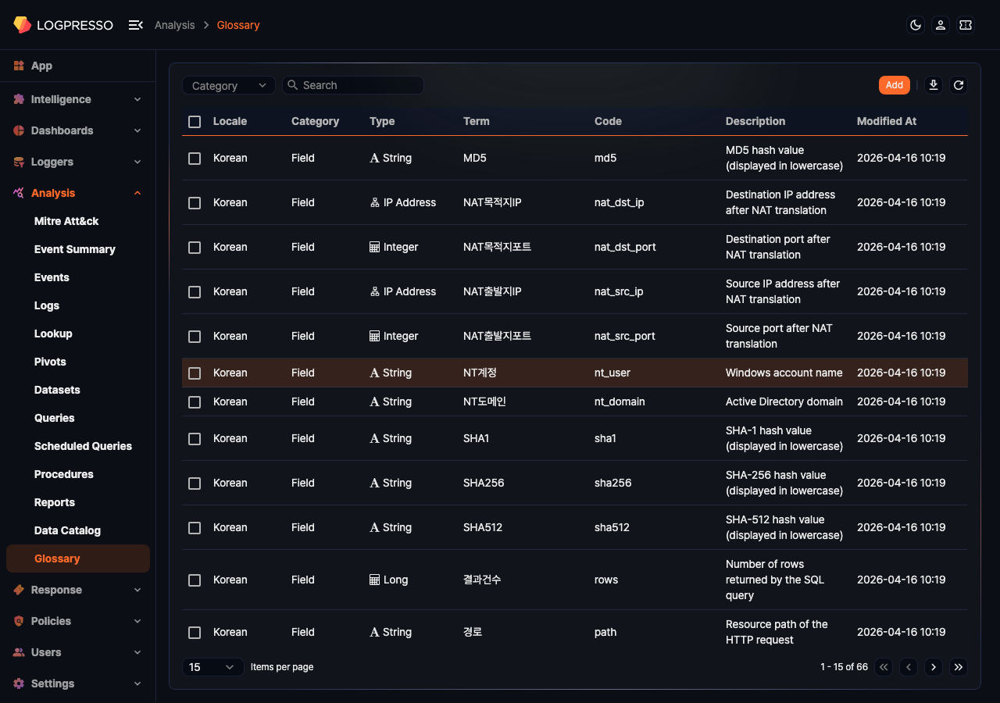 LOGPRESSO Analysis Glossary
App
Intelligence
Dashboards
Loggers
Analysis
Mitre Att&ck
Event Summary
Events
Logs
Lookup
Pivots
Datasets
Queries
Scheduled Queries
Procedures
Reports
Data Catalog
Glossary
Response
Policies
Users
Settings
Category Search Add
Locale Category Type Term Code Description Modified At
Korean Field String MD5 md5 MD5 hash value
(displayed in lowercase) 2026-04-16 10:19
Korean Field IP Address NAT목적지IP nat_dst_ip Destination IP address
after NAT translation 2026-04-16 10:19
Korean Field Integer NAT목적지포트 nat_dst_port Destination port after
NAT translation 2026-04-16 10:19
Korean Field IP Address NAT출발지IP nat_src_ip Source IP address after
NAT translation 2026-04-16 10:19
Korean Field Integer NAT출발지포트 nat_src_port Source port after NAT
translation 2026-04-16 10:19
Korean Field String NT계정 nt_user Windows account name 2026-04-16 10:19
Korean Field String NT도메인 nt_domain Active Directory domain 2026-04-16 10:19
Korean Field String SHA1 sha1 SHA-1 hash value
(displayed in lowercase) 2026-04-16 10:19
Korean Field String SHA256 sha256 SHA-256 hash value
(displayed in lowercase) 2026-04-16 10:19
Korean Field String SHA512 sha512 SHA-512 hash value
(displayed in lowercase) 2026-04-16 10:19
Korean Field Long 결과건수 rows Number of rows
returned by the SQL
query 2026-04-16 10:19
Korean Field String 경로 path Resource path of the
HTTP request 2026-04-16 10:19
15 Items per page 1 - 15 of 66